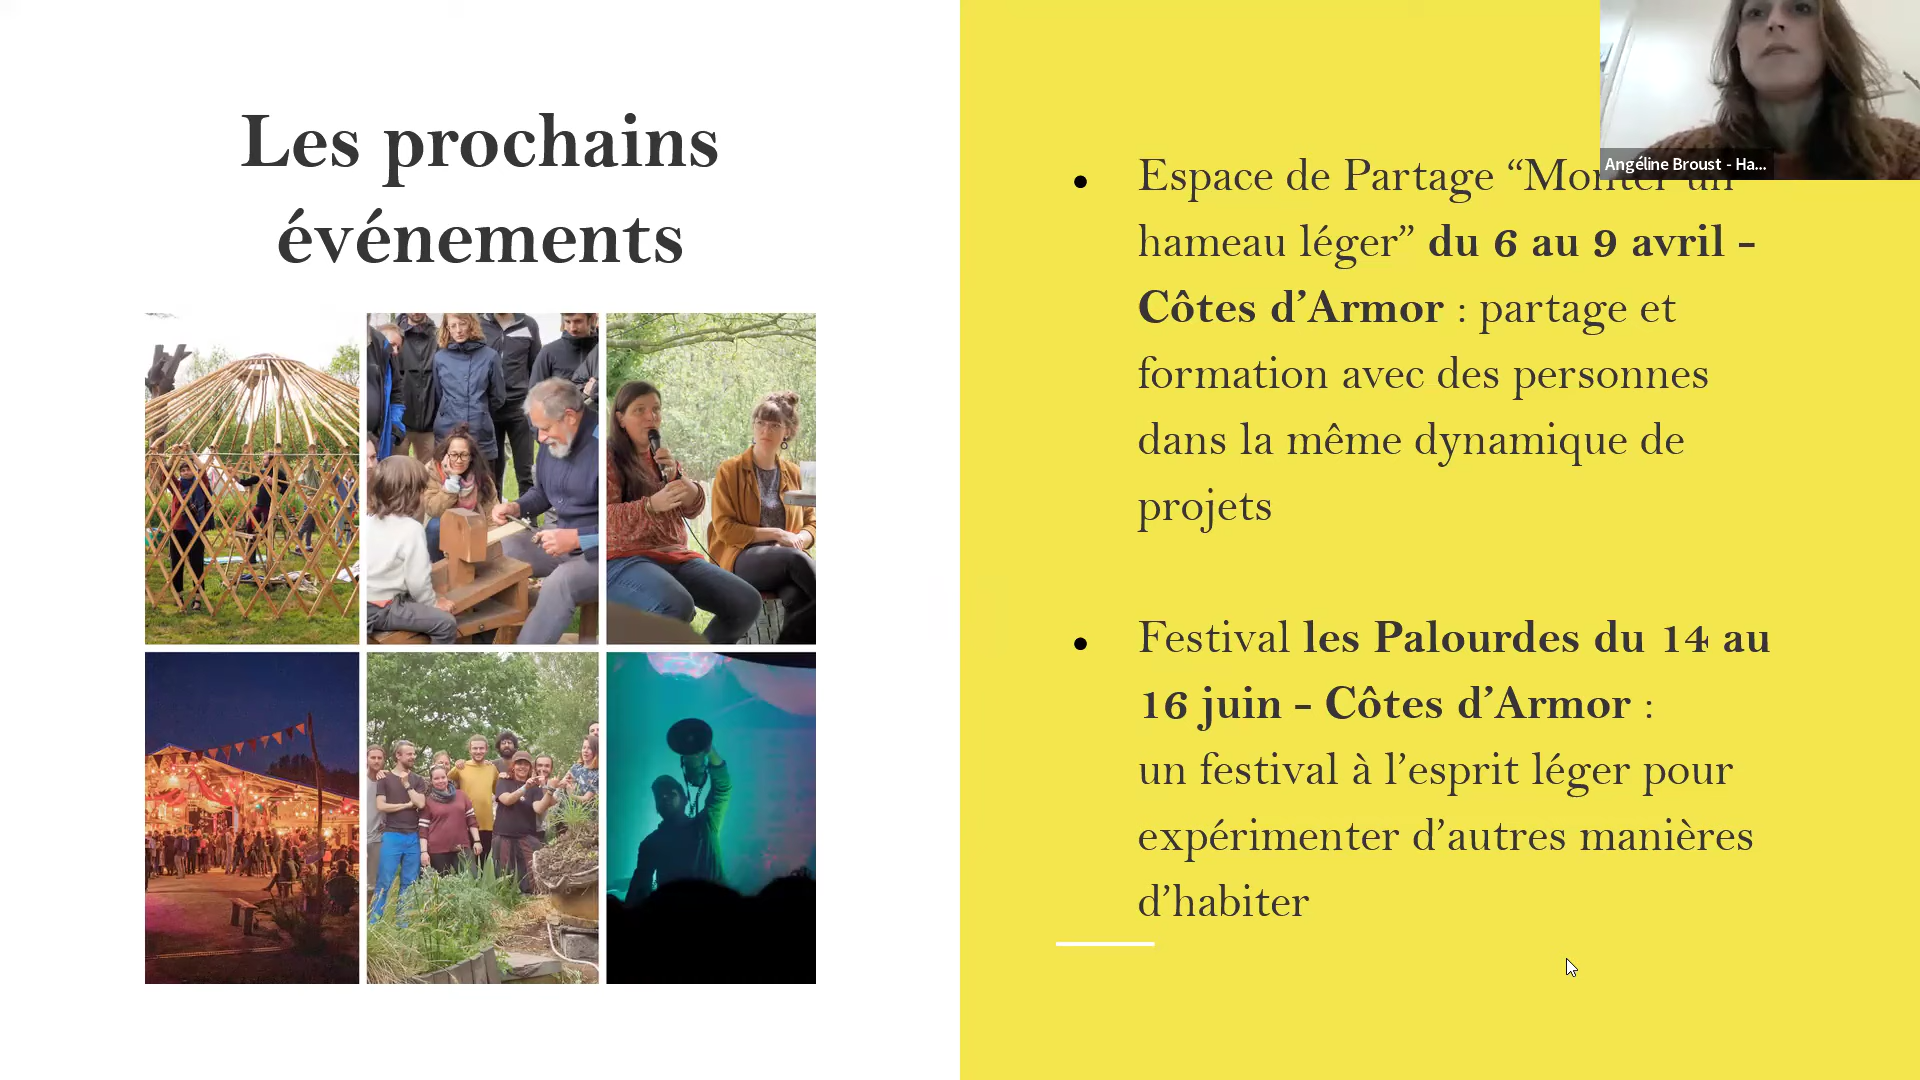 Les prochains
événements
Angéline Broust - Ha...
Espace de Partage “Monter un
hameau léger” du 6 au 9 avril -
Côtes d’Armor : partage et
formation avec des personnes
dans la même dynamique de
projets
Festival les Palourdes du 14 au
16 juin - Côtes d’Armor :
un festival à l’esprit léger pour
expérimenter d’autres manières
d’habiter